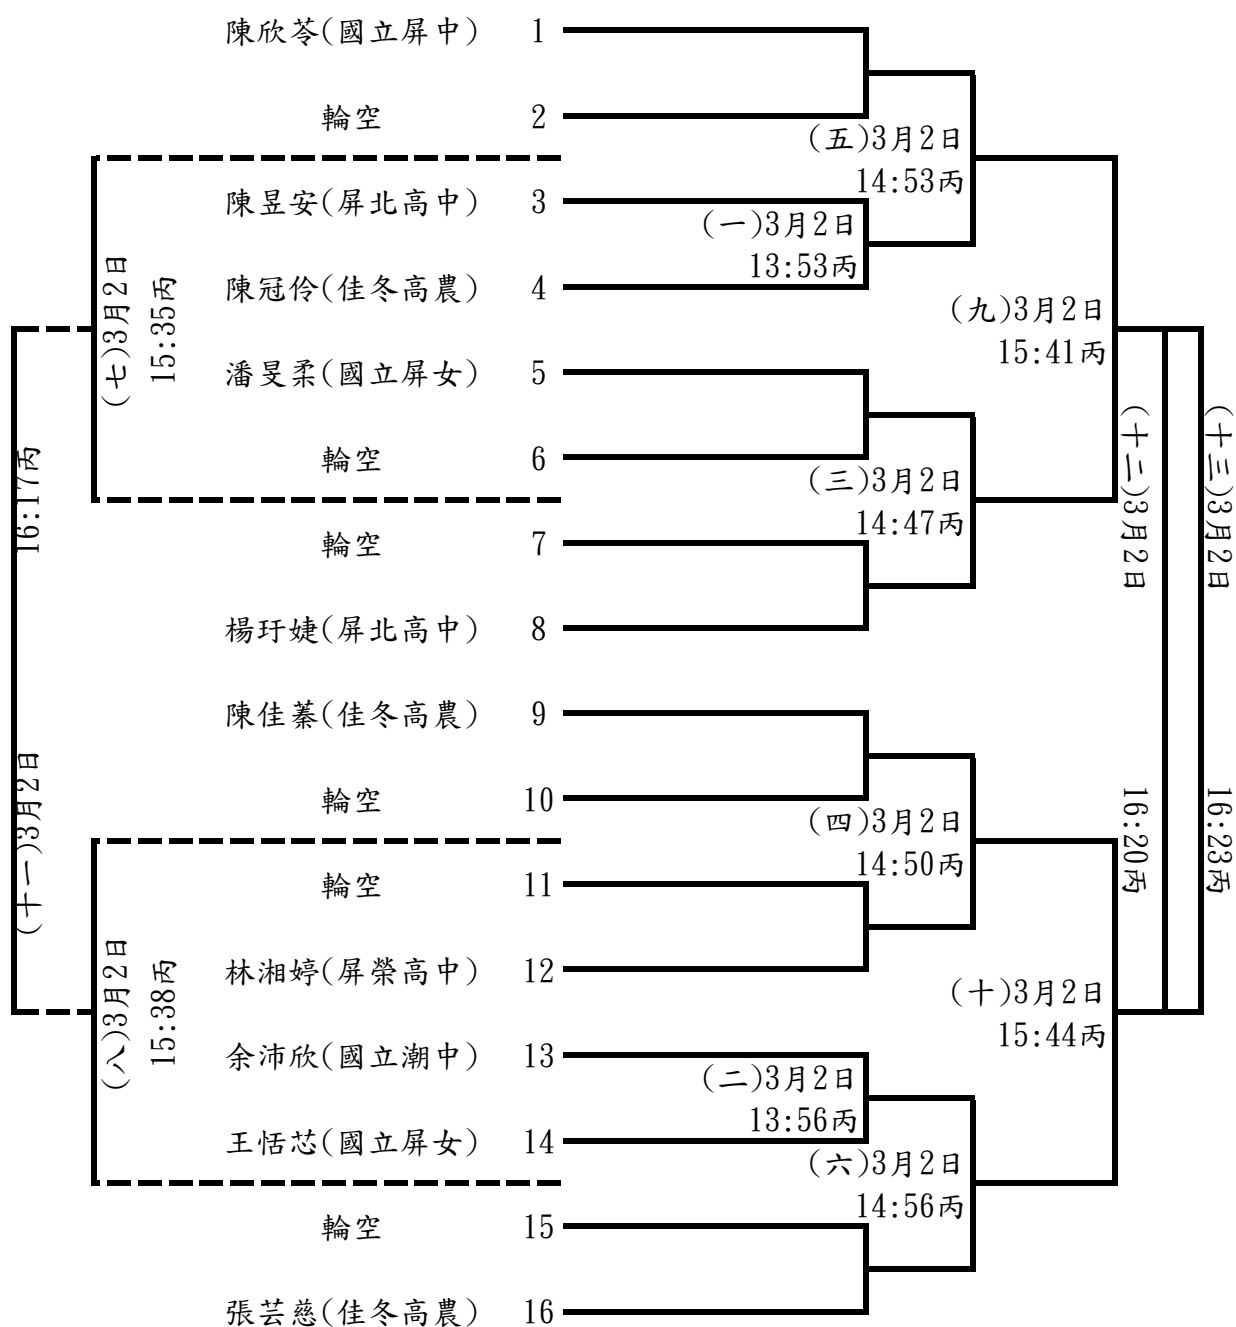 陳欣苓(國立屏中) 1
輪空 2
(五)3月2日
14:53丙
陳昱安(屏北高中) 3
(一)3月2日
13:53丙
陳冠伶(佳冬高農) 4
(七)3月2日
15:35丙
(九)3月2日
15:41丙
潘旻柔(國立屏女) 5
輪空 6
(三)3月2日
14:47丙
輪空 7
楊玗婕(屏北高中) 8
(十一)3月2日
16:17丙
(十二)3月2日
16:20丙
(十三)3月2日
16:23丙
陳佳蓁(佳冬高農) 9
輪空 10
(四)3月2日
14:50丙
輪空 11
林湘婷(屏榮高中) 12
(八)3月2日
15:38丙
(十)3月2日
15:44丙
余沛欣(國立潮中) 13
(二)3月2日
13:56丙
王恬芯(國立屏女) 14
(六)3月2日
14:56丙
輪空 15
張芸慈(佳冬高農) 16